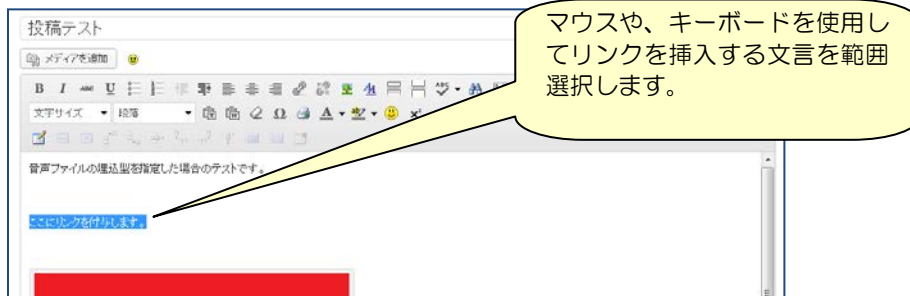 投稿テスト
マウスや、キーボードを使用し
てリンクを挿入する文言を範囲
選択します。
メディアを追加
B I ABC U
文字サイズ 段落
音声ファイルの埋込型を指定した場合のテストです。
ここにリンクを付与します。